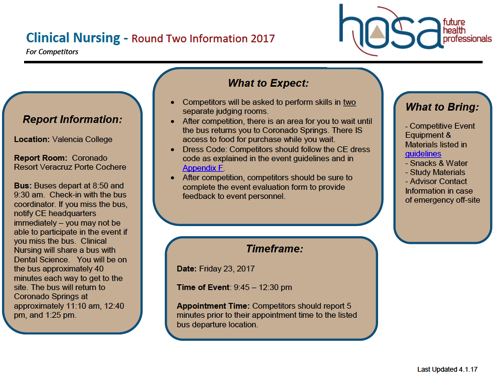 Clinical Nursing - Round Two Information 2017
For Competitors
hosa future
health
professionals
Report Information:
Location: Valencia College
Report Room: Coronado
Resort Veracruz Porte Cochere
Bus: Buses depart at 8:50 and
9:30 am. Check-in with the bus
coordinator. If you miss the bus,
notify CE headquarters
immediately – you may not be
able to participate in the event if
you miss the bus. Clinical
Nursing will share a bus with
Dental Science. You will be on
the bus approximately 40
minutes each way to get to the
site. The bus will return to
Coronado Springs at
approximately 11:10 am, 12:40
pm, and 1:25 pm.
What to Expect:
• Competitors will be asked to perform skills in two
separate judging rooms.
• After competition, there is an area for you to wait until
the bus returns you to Coronado Springs. There IS
access to food for purchase while you wait.
• Dress Code: Competitors should follow the CE dress
code as explained in the event guidelines and in
Appendix F.
• After competition, competitors should be sure to
complete the event evaluation form to provide
feedback to event personnel.
Timeframe:
Date: Friday 23, 2017
Time of Event: 9:45 – 12:30 pm
Appointment Time: Competitors should report 5
minutes prior to their appointment time to the listed
bus departure location.
What to Bring:
- Competitive Event
Equipment &
Materials listed in
guidelines
- Snacks & Water
- Study Materials
- Advisor Contact
Information in case
of emergency off-site
Last Updated 4.1.17